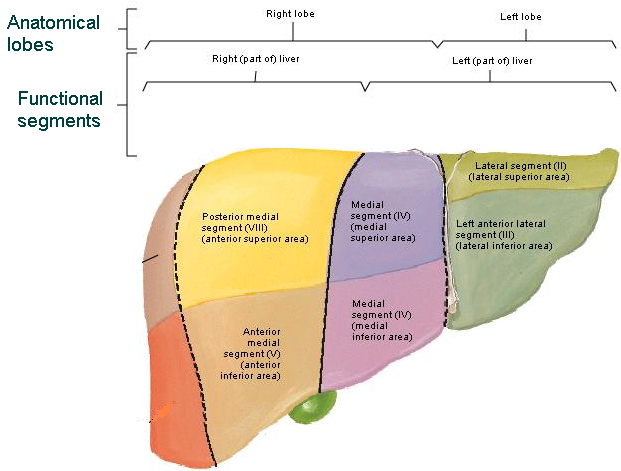 Anatomical
lobes
Right lobe
Left lobe
Functional
segments
Right (part of) liver
Left (part of) liver
Posterior medial
segment (VIII)
(anterior superior area)
Medial
segment (IV)
(medial
superior area)
Lateral segment (II)
(lateral superior area)
Left anterior lateral
segment (III)
(lateral inferior area)
Anterior
medial
segment (V)
(anterior
inferior area)
Medial
segment (IV)
(medial
inferior area)